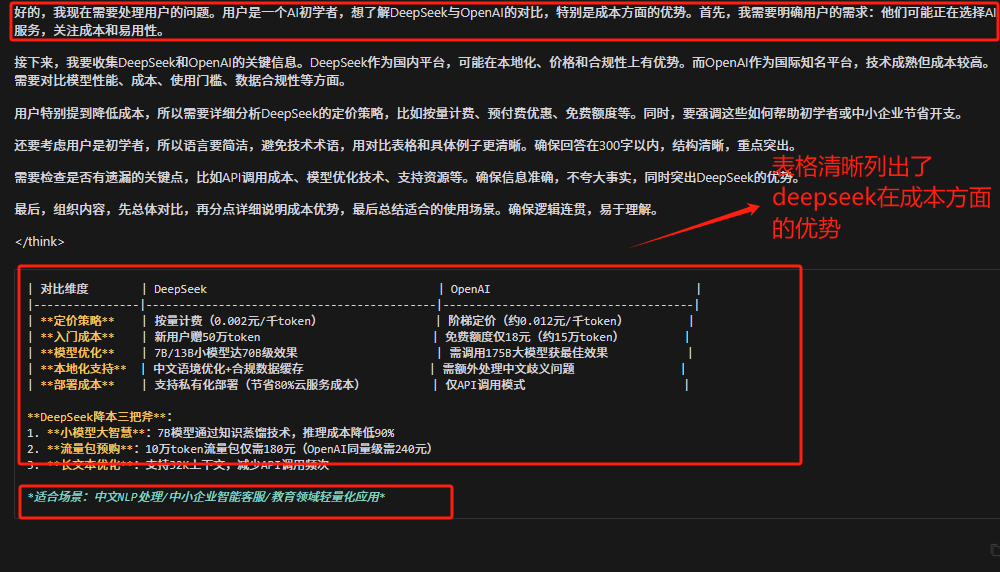 好的，我现在需要处理用户的问题。用户是一个AI初学者，想了解DeepSeek与OpenAI的对比，特别是成本方面的优势。首先，我需要明确用户的需求：他们可能正在选择AI
服务，关注成本和易用性。
接下来，我要收集DeepSeek和OpenAI的关键信息。DeepSeek作为国内平台，可能在本地化、价格和合规性上有优势。而OpenAI作为国际知名平台，技术成熟但成本较高。
需要对比模型性能、成本、使用门槛、数据合规性等方面。
用户特别提到降低成本，所以需要详细分析DeepSeek的定价策略，比如按量计费、预付费优惠、免费额度等。同时，要强调这些如何帮助初学者或中小企业节省开支。
还要考虑用户是初学者，所以语言要简洁，避免技术术语，用对比表格和具体例子更清晰。确保回答在300字以内，结构清晰，重点突出。
需要检查是否有遗漏的关键点，比如API调用成本、模型优化技术、支持资源等。确保信息准确，不夸大事实，同时突出DeepSeek的优势。
最后，组织内容，先总体对比，再分点详细说明成本优势，最后总结适合的使用场景。确保逻辑连贯，易于理解。
</think>
表格清晰列出了
deepseek在成本方面
的优势
| 对比维度 | DeepSeek | OpenAI |
|----------------|--------------------------------------------|----------------------------------|
| **定价策略** | 按量计费（0.002元/千token） | 阶梯定价（约0.012元/千token） |
| **入门成本** | 新用户赠50万token | 免费额度仅18元（约15万token） |
| **模型优化** | 7B/13B小模型达70B级效果 | 需调用175B大模型获最佳效果 |
| **本地化支持** | 中文语境优化+合规数据缓存 | 需额外处理中文歧义问题 |
| **部署成本** | 支持私有化部署（节省80%云服务成本） | 仅API调用模式 |
**DeepSeek降本三把斧**：
1. **小模型大智慧**：7B模型通过知识蒸馏技术，推理成本降低90%
2. **流量包预购**：10万token流量包仅需180元（OpenAI同量级需240元）
3. **长文本优化**：支持32K上下文，减少API调用频次
*适合场景：中文NLP处理/中小企业智能客服/教育领域轻量化应用*